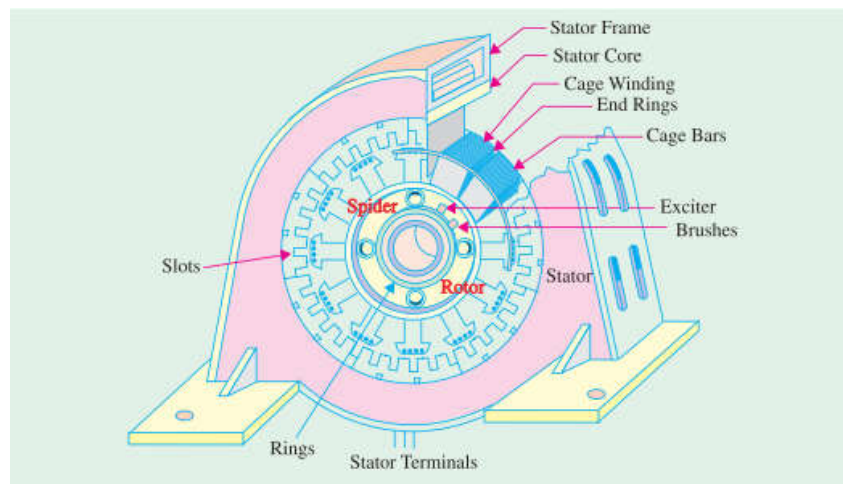 Stator Frame
Stator Core
Cage Winding
End Rings
Cage Bars
Spider
Exciter
Brushes
Slots
Stator
Rotor
Rings
Stator Terminals